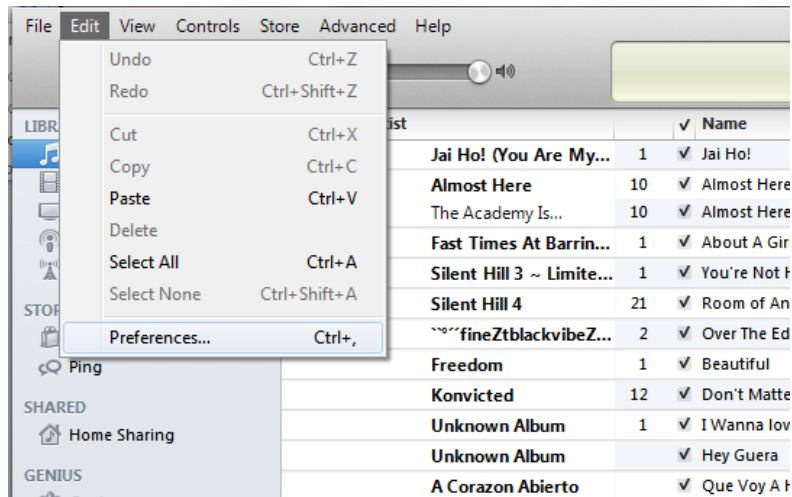 File Edit View Controls Store Advanced Help
Undo Ctrl+Z
Redo Ctrl+Shift+Z
Cut Ctrl+X
Copy Ctrl+C
Paste Ctrl+V
Delete
Select All Ctrl+A
Select None Ctrl+Shift+A
Preferences... Ctrl+,
LIBR
STOR
Ping
SHARED
Home Sharing
GENIUS
ist ✓ Name
Jai Ho! (You Are My... 1 ✓ Jai Ho!
Almost Here 10 ✓ Almost Here
The Academy Is... 10 ✓ Almost Here
Fast Times At Barrin... 1 ✓ About A Gir
Silent Hill 3 ~ Limite... 1 ✓ You're Not H
Silent Hill 4 21 ✓ Room of An
``°´´fineZtblackvibeZ... 2 ✓ Over The Ed
Freedom 1 ✓ Beautiful
Konvicted 12 ✓ Don't Matte
Unknown Album 1 ✓ I Wanna lov
Unknown Album ✓ Hey Guera
A Corazon Abierto ✓ Que Voy A H